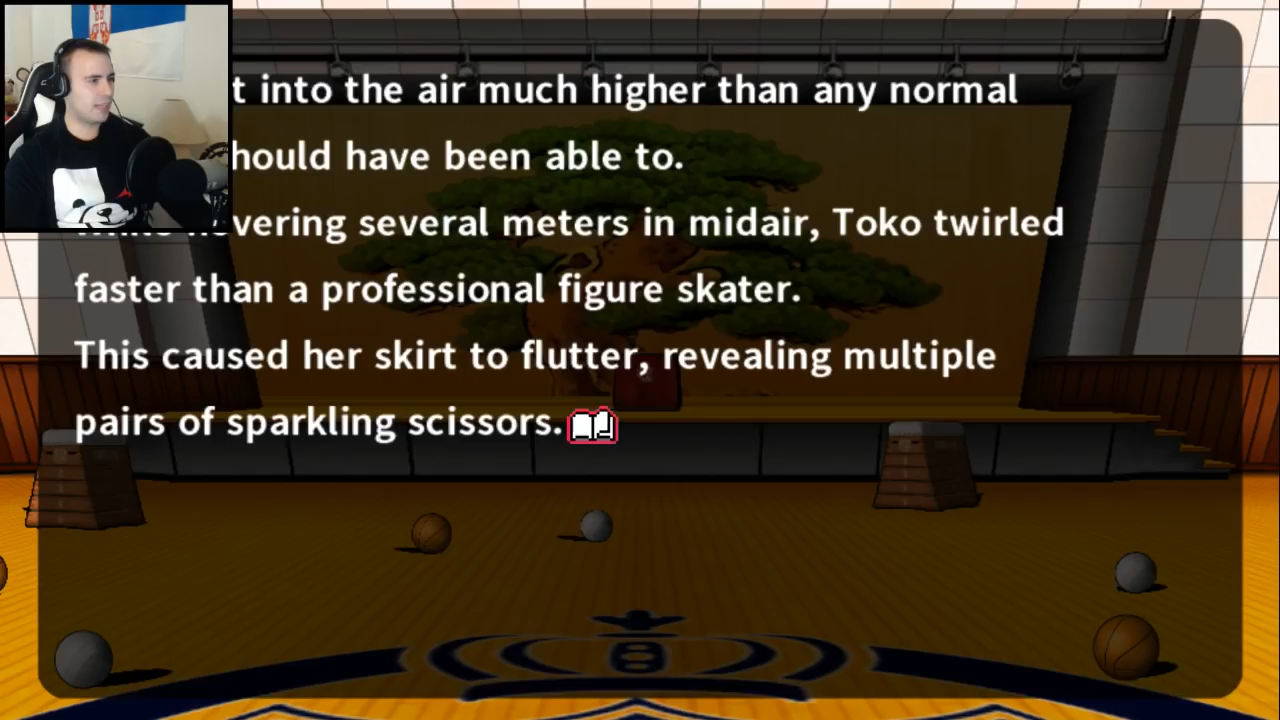 t into the air much higher than any normal
hould have been able to.
vering several meters in midair, Toko twirled
faster than a professional figure skater.
This caused her skirt to flutter, revealing multiple
pairs of sparkling scissors.